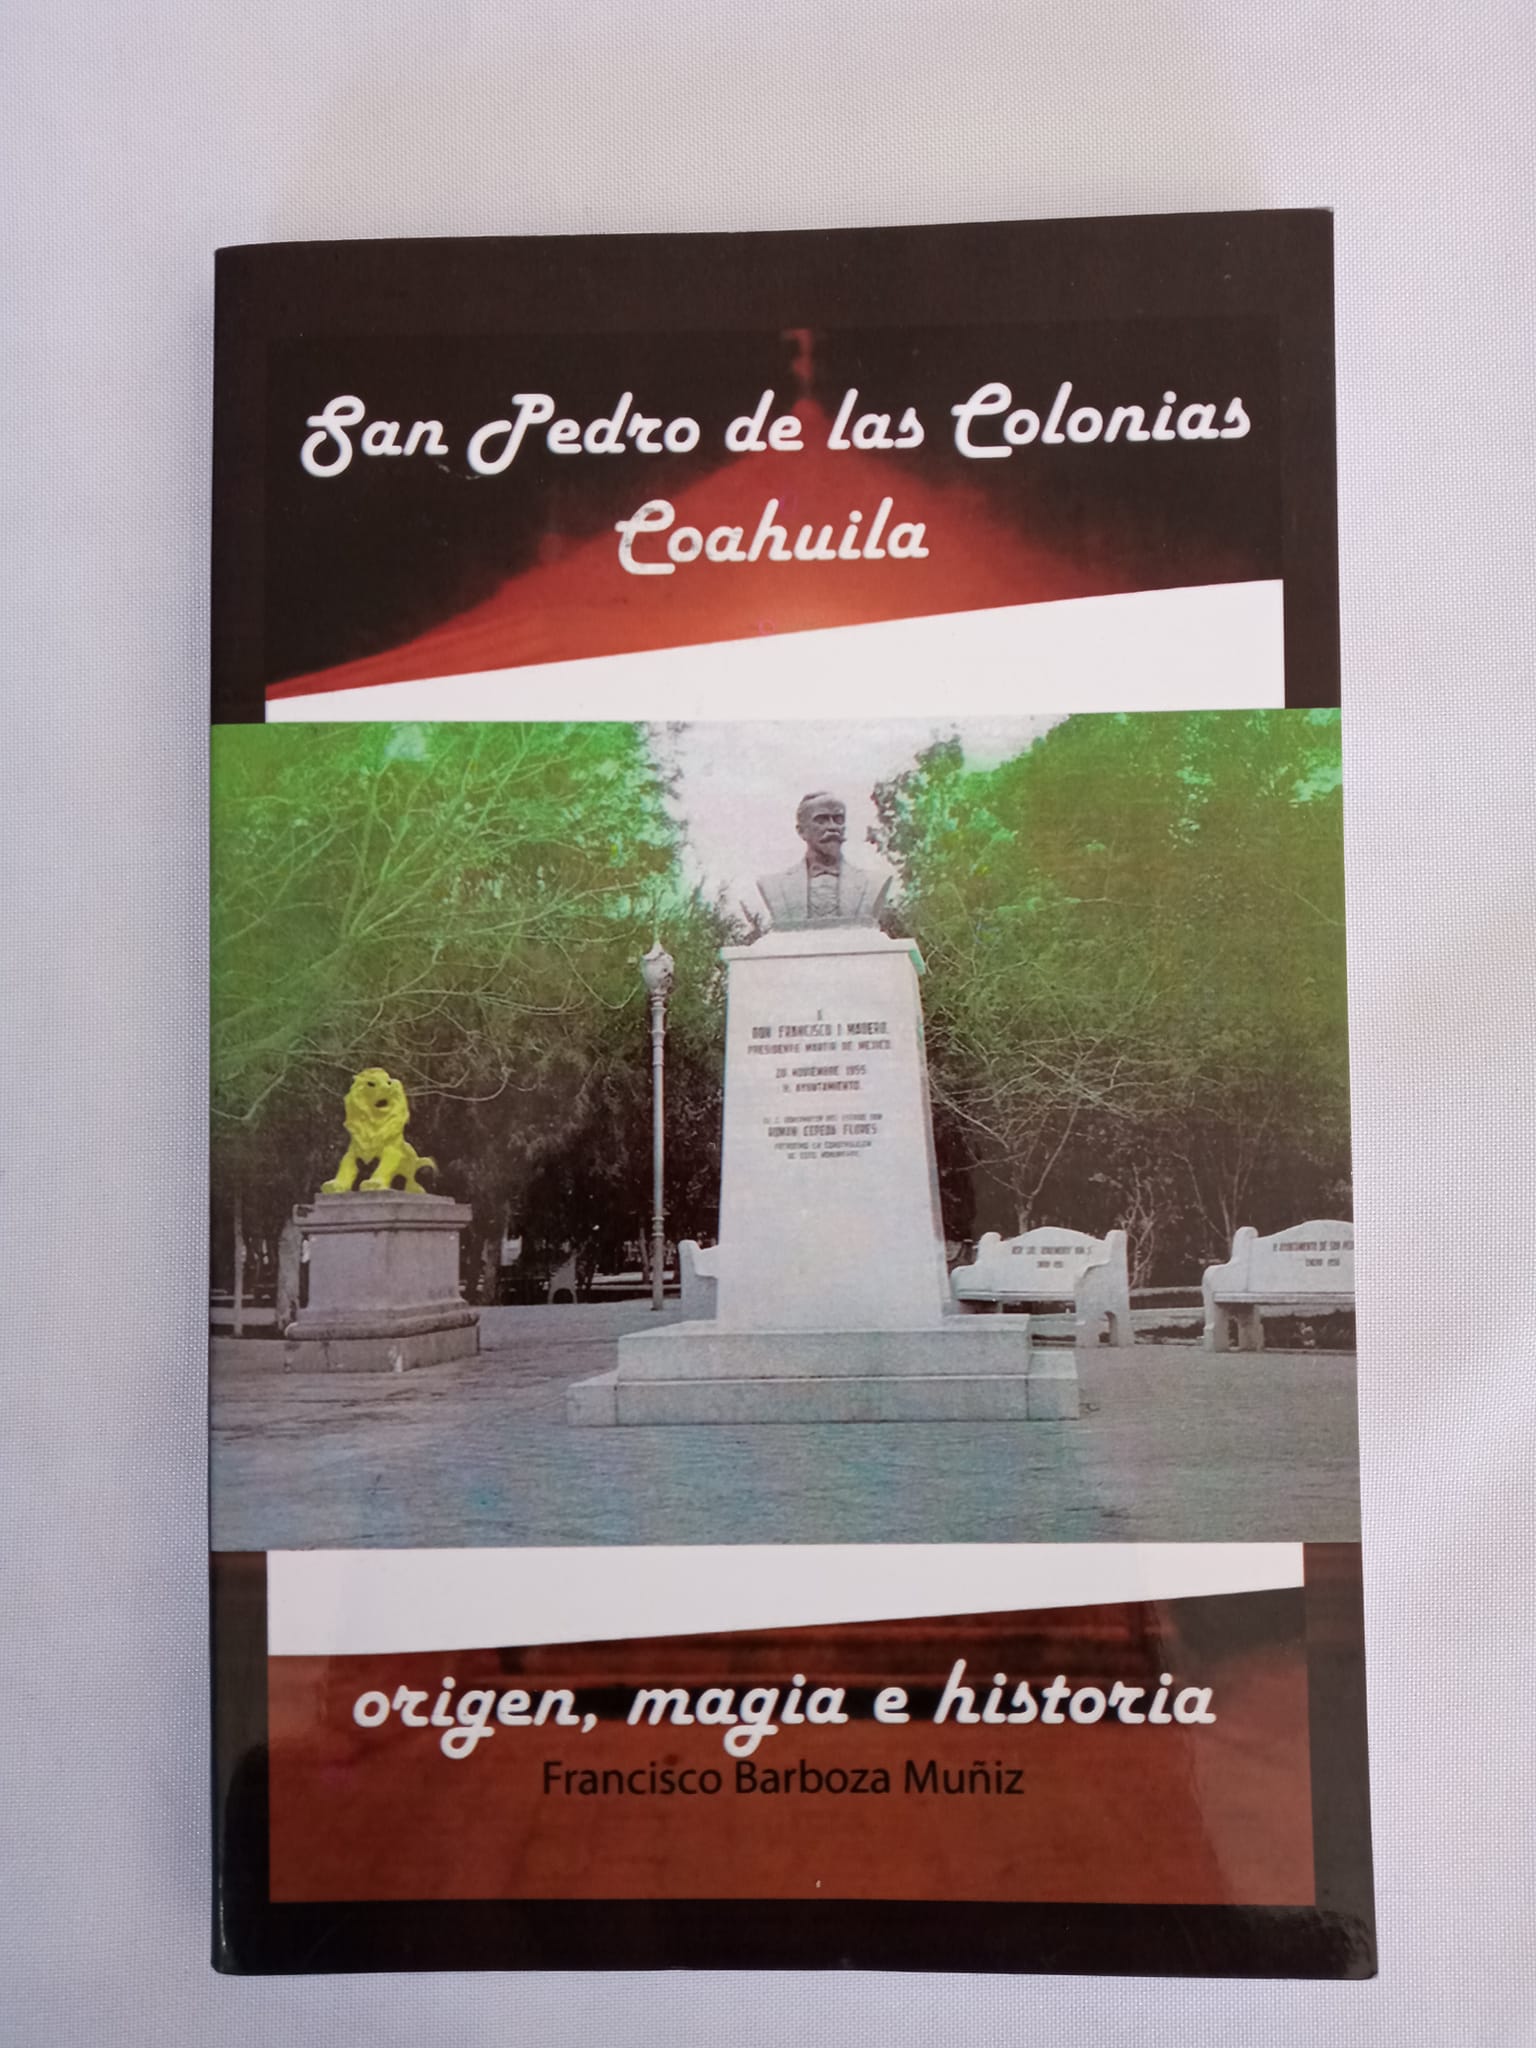 San Pedro de las Colonias
Coahuila
DON FRANCISCO I MADERO.
PRESIDENTE MARTIR DE MEXICO.
20 NOVIEMBRE 1955
H. AYUNTAMIENTO.
ROMAN CEPEDA FLORES
origen, magia e historia
Francisco Barboza Muñiz